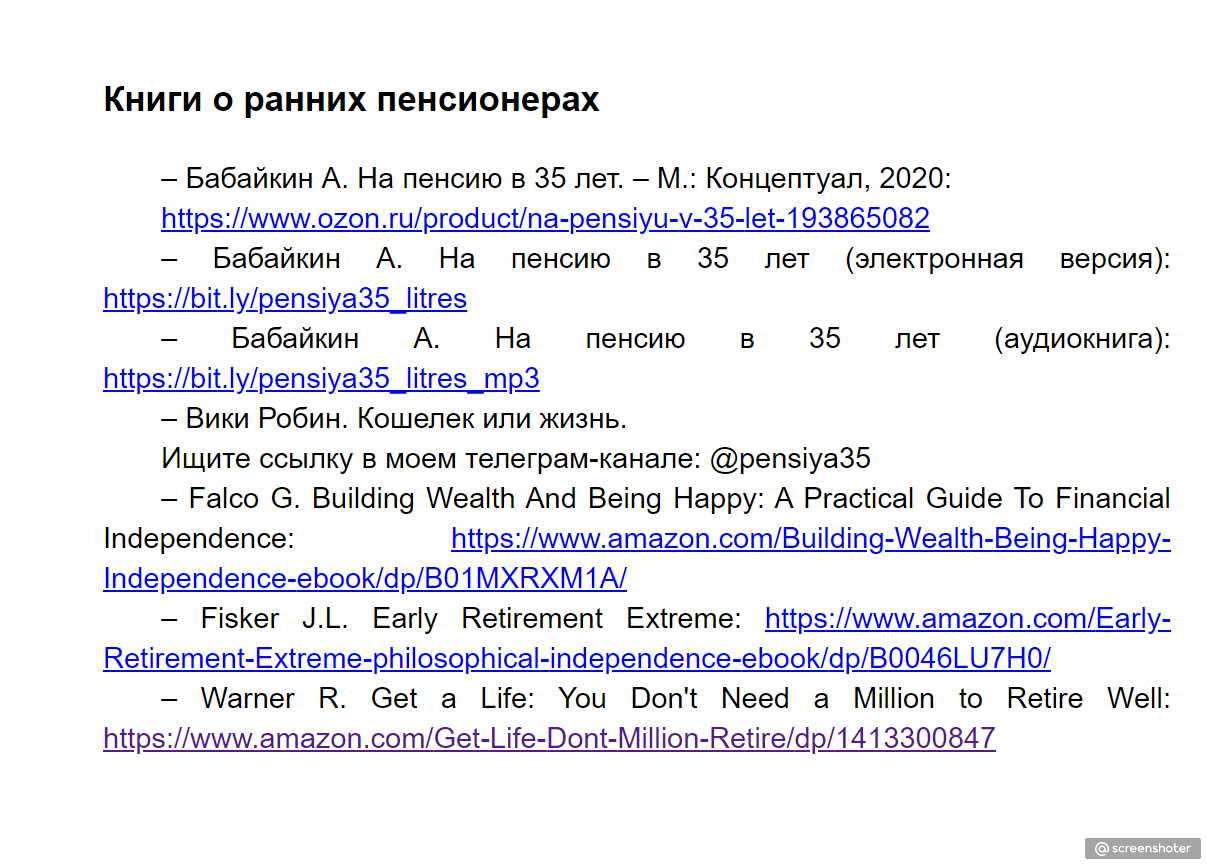 Книги о ранних пенсионерах
– Бабайкин А. На пенсию в 35 лет. – М.: Концептуал, 2020:
https://www.ozon.ru/product/na-pensiyu-v-35-let-193865082
– Бабайкин А. На пенсию в 35 лет (электронная версия):
https://bit.ly/pensiya35_litres
– Бабайкин А. На пенсию в 35 лет (аудиокнига):
https://bit.ly/pensiya35_litres_mp3
– Вики Робин. Кошелек или жизнь.
Ищите ссылку в моем телеграм-канале: @pensiya35
– Falco G. Building Wealth And Being Happy: A Practical Guide To Financial
Independence: https://www.amazon.com/Building-Wealth-Being-Happy-
Independence-ebook/dp/B01MXRXM1A/
– Fisker J.L. Early Retirement Extreme: https://www.amazon.com/Early-
Retirement-Extreme-philosophical-independence-ebook/dp/B0046LU7H0/
– Warner R. Get a Life: You Don't Need a Million to Retire Well:
https://www.amazon.com/Get-Life-Dont-Million-Retire/dp/1413300847
@screenshoter